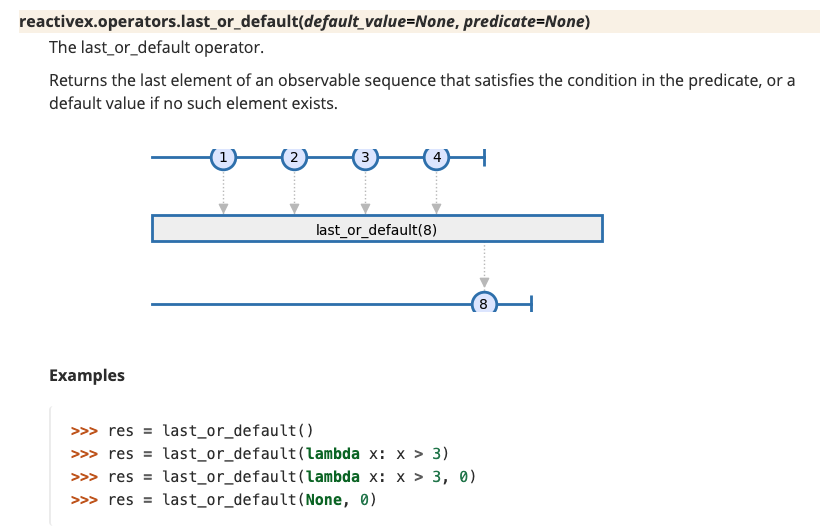 reactivex.operators.last_or_default(default_value=None, predicate=None)
The last_or_default operator.
Returns the last element of an observable sequence that satisfies the condition in the predicate, or a
default value if no such element exists.
1 2 3 4
last_or_default(8)
8
Examples
>>> res = last_or_default()
>>> res = last_or_default(lambda x: x > 3)
>>> res = last_or_default(lambda x: x > 3, 0)
>>> res = last_or_default(None, 0)